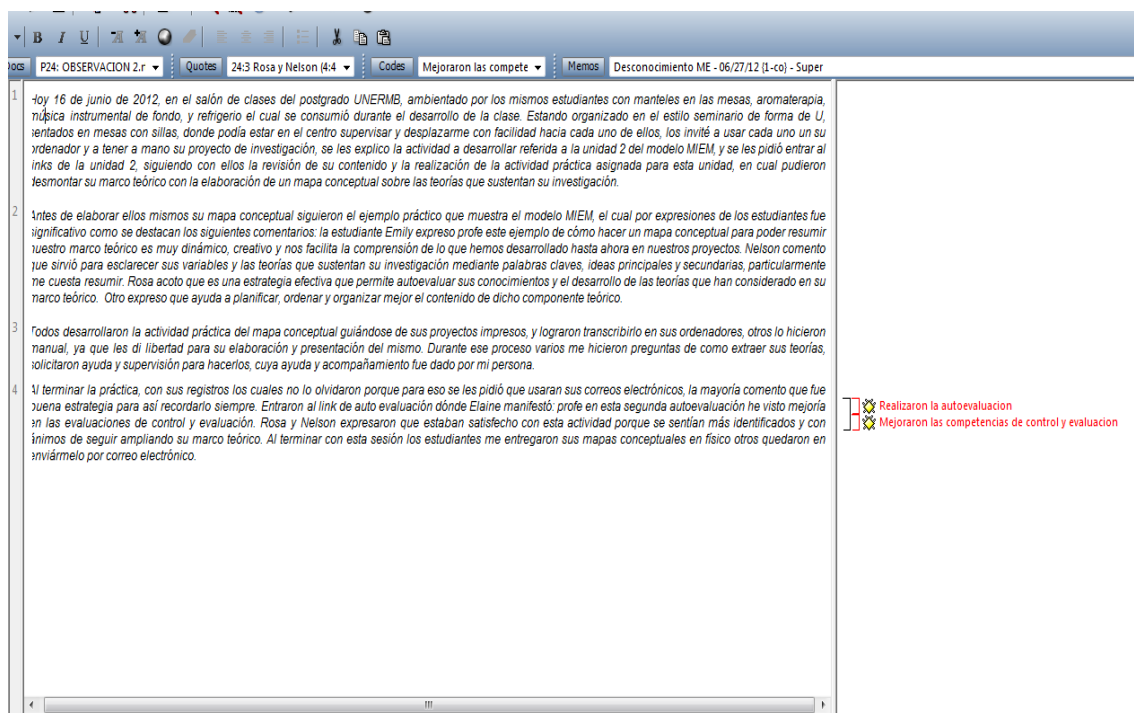 B I U
Docs P24: OBSERVACION 2.r Quotes 24:3 Rosa y Nelson (4:4 Codes Mejoraron las compete Memos Desconocimiento ME - 06/27/12 {1-co} - Super
1 Hoy 16 de junio de 2012, en el salón de clases del postgrado UNERMB, ambientado por los mismos estudiantes con manteles en las mesas, aromaterapia,
música instrumental de fondo, y refrigerio el cual se consumió durante el desarrollo de la clase. Estando organizado en el estilo seminario de forma de U,
sentados en mesas con sillas, donde podía estar en el centro supervisar y desplazarme con facilidad hacia cada uno de ellos, los invité a usar cada uno un su
ordenador y a tener a mano su proyecto de investigación, se les explico la actividad a desarrollar referida a la unidad 2 del modelo MIEM, y se les pidió entrar al
links de la unidad 2, siguiendo con ellos la revisión de su contenido y la realización de la actividad práctica asignada para esta unidad, en cual pudieron
desmontar su marco teórico con la elaboración de un mapa conceptual sobre las teorías que sustentan su investigación.
2 Antes de elaborar ellos mismos su mapa conceptual siguieron el ejemplo práctico que muestra el modelo MIEM, el cual por expresiones de los estudiantes fue
significativo como se destacan los siguientes comentarios: la estudiante Emily expreso profe este ejemplo de cómo hacer un mapa conceptual para poder resumir
nuestro marco teórico es muy dinámico, creativo y nos facilita la comprensión de lo que hemos desarrollado hasta ahora en nuestros proyectos. Nelson comento
que sirvió para esclarecer sus variables y las teorías que sustentan su investigación mediante palabras claves, ideas principales y secundarias, particularmente
me cuesta resumir. Rosa acoto que es una estrategia efectiva que permite autoevaluar sus conocimientos y el desarrollo de las teorías que han considerado en su
marco teórico. Otro expreso que ayuda a planificar, ordenar y organizar mejor el contenido de dicho componente teórico.
3 Todos desarrollaron la actividad práctica del mapa conceptual guiándose de sus proyectos impresos, y lograron transcribirlo en sus ordenadores, otros lo hicieron
manual, ya que les di libertad para su elaboración y presentación del mismo. Durante ese proceso varios me hicieron preguntas de como extraer sus teorías,
solicitaron ayuda y supervisión para hacerlos, cuya ayuda y acompañamiento fue dado por mi persona.
4 Al terminar la práctica, con sus registros los cuales no lo olvidaron porque para eso se les pidió que usaran sus correos electrónicos, la mayoría comento que fue
buena estrategia para así recordarlo siempre. Entraron al link de auto evaluación dónde Elaine manifestó: profe en esta segunda autoevaluación he visto mejoría
en las evaluaciones de control y evaluación. Rosa y Nelson expresaron que estaban satisfecho con esta actividad porque se sentían más identificados y con
ánimos de seguir ampliando su marco teórico. Al terminar con esta sesión los estudiantes me entregaron sus mapas conceptuales en físico otros quedaron en
enviármelo por correo electrónico.
Realizaron la autoevaluacion
Mejoraron las competencias de control y evaluacion